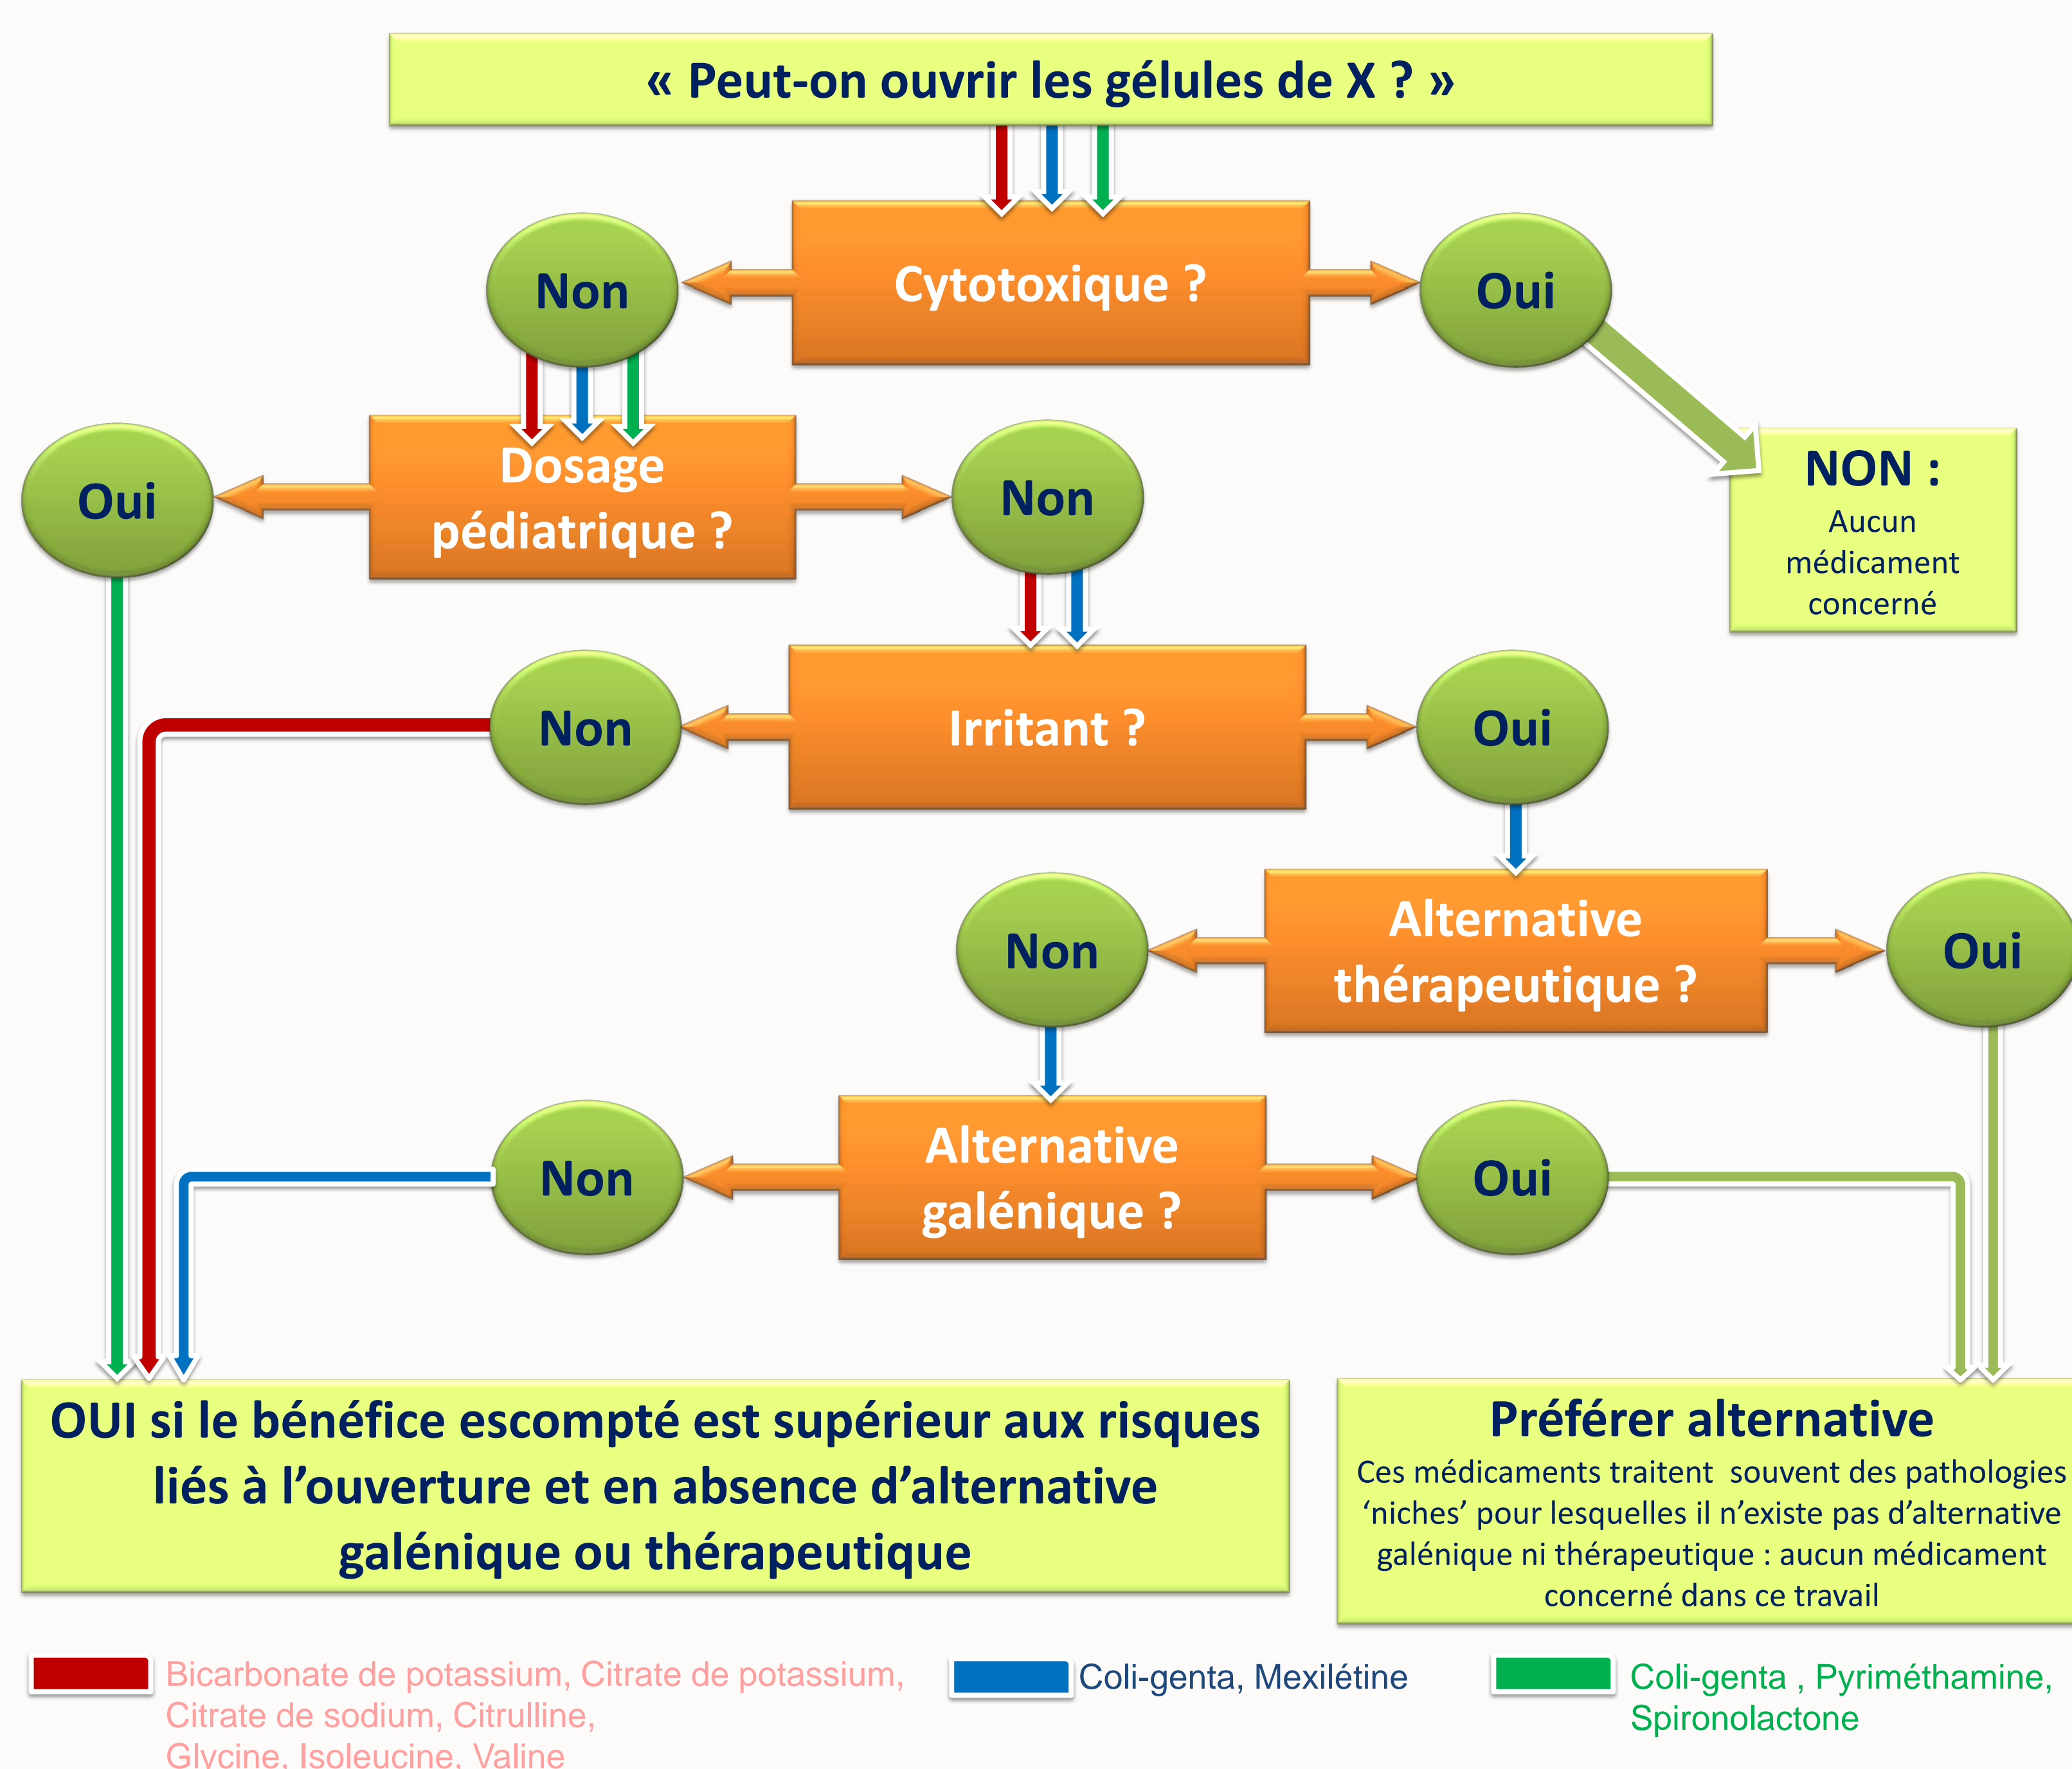 « Peut-on ouvrir les gélules de X ? »
Non
Cytotoxique ?
Oui
Oui
Dosage
pédiatrique ?
Non
NON :
Aucun
médicament
concerné
Non
Irritant ?
Oui
Non
Alternative
thérapeutique ?
Oui
Non
Alternative
galénique ?
Oui
OUI si le bénéfice escompté est supérieur aux risques
liés à l’ouverture et en absence d’alternative
galénique ou thérapeutique
Préférer alternative
Ces médicaments traitent souvent des pathologies
‘niches’ pour lesquelles il n’existe pas d’alternative
galénique ni thérapeutique : aucun médicament
concerné dans ce travail
Bicarbonate de potassium, Citrate de potassium,
Citrate de sodium, Citrulline,
Glycine, Isoleucine, Valine
Coli-genta, Mexilétine
Coli-genta , Pyriméthamine,
Spironolactone